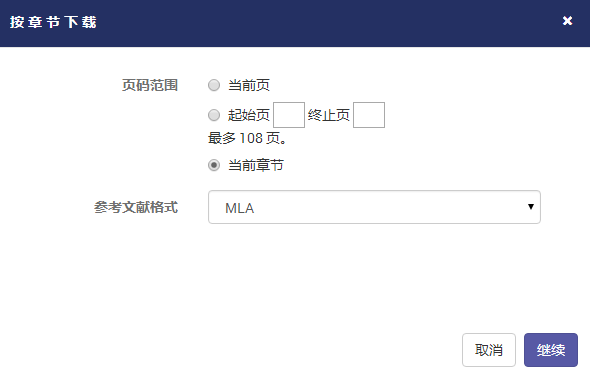 按章节下载 ×
页码范围 当前页
起始页 终止页
最多 108 页。
当前章节
参考文献格式 MLA
取消 继续